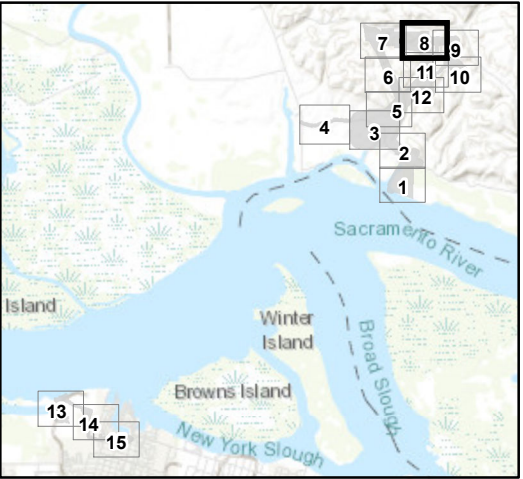 7
8
9
6
11
10
12
5
4
3
2
1
Sacramento River
Island
Winter
Island
Broad Slough
Browns Island
13
14
15
New York Slough